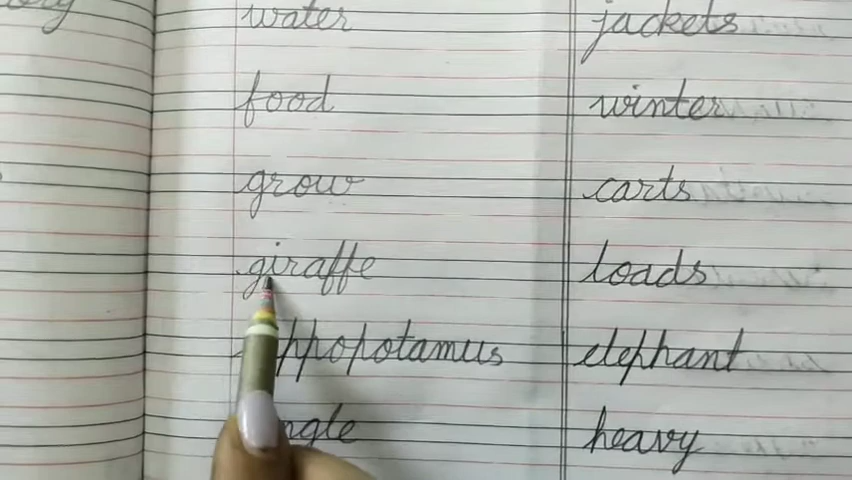 water
food
grow
giraffe
ppopotamus
ngle
jackets
winter
carts
loads
elephant
heavy